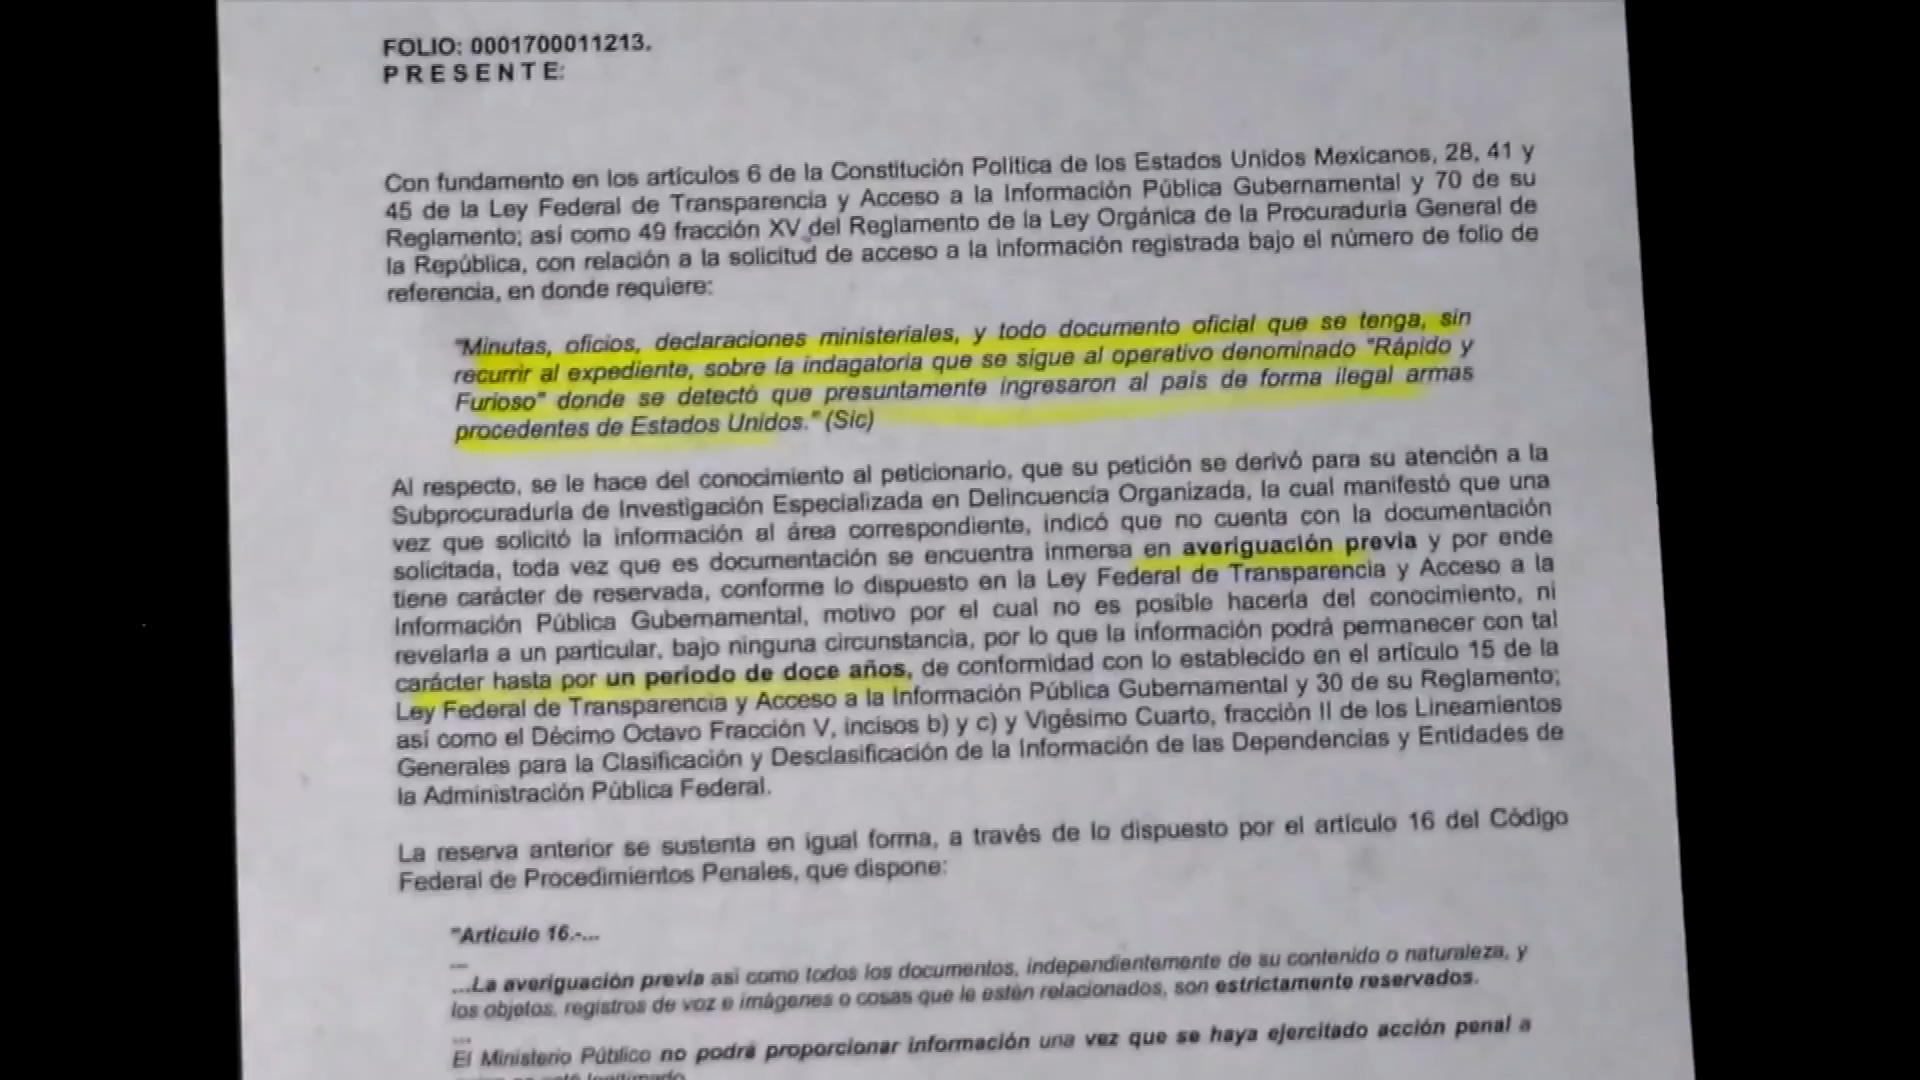 FOLIO: 0001700011213.
P R E S E N T E:
Con fundamento en los artículos 6 de la Constitución Política de los Estados Unidos Mexicanos, 28, 41 y
45 de la Ley Federal de Transparencia y Acceso a la Información Pública Gubernamental y 70 de su
Reglamento; así como 49 fracción XV del Reglamento de la Ley Orgánica de la Procuraduría General de
la República, con relación a la solicitud de acceso a la información registrada bajo el número de folio de
referencia, en donde requiere:
"Minutas, oficios, declaraciones ministeriales, y todo documento oficial que se tenga, sin
recurrir al expediente, sobre la indagatoria que se sigue al operativo denominado "Rápido y
Furioso" donde se detectó que presuntamente ingresaron al país de forma ilegal armas
procedentes de Estados Unidos." (Sic)
Al respecto, se le hace del conocimiento al peticionario, que su petición se derivó para su atención a la
Subprocuraduría de Investigación Especializada en Delincuencia Organizada, la cual manifestó que una
vez que solicitó la información al área correspondiente, indicó que no cuenta con la documentación
solicitada, toda vez que es documentación se encuentra inmersa en averiguación previa y por ende
tiene carácter de reservada, conforme lo dispuesto en la Ley Federal de Transparencia y Acceso a la
Información Pública Gubernamental, motivo por el cual no es posible hacerla del conocimiento, ni
revelarla a un particular, bajo ninguna circunstancia, por lo que la información podrá permanecer con tal
carácter hasta por un período de doce años, de conformidad con lo establecido en el artículo 15 de la
Ley Federal de Transparencia y Acceso a la Información Pública Gubernamental y 30 de su Reglamento;
así como el Décimo Octavo Fracción V, incisos b) y c) y Vigésimo Cuarto, fracción II de los Lineamientos
Generales para la Clasificación y Desclasificación de la Información de las Dependencias y Entidades de
la Administración Pública Federal.
La reserva anterior se sustenta en igual forma, a través de lo dispuesto por el artículo 16 del Código
Federal de Procedimientos Penales, que dispone:
"Artículo 16.-...
...
...La averiguación previa así como todos los documentos, independientemente de su contenido o naturaleza, y
los objetos, registros de voz e imágenes o cosas que le estén relacionados, son estrictamente reservados.
...
El Ministerio Público no podrá proporcionar información una vez que se haya ejercitado acción penal a